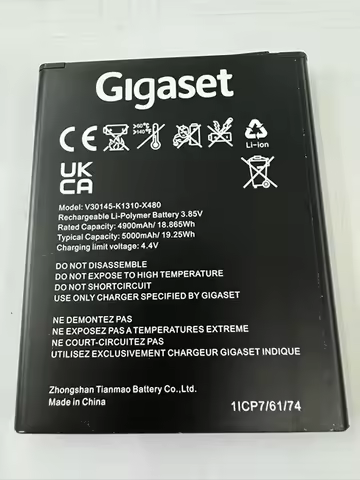 Gigaset
CE
>60°C
>140°F
Li-ion
UK
CA
Model: V30145-K1310-X480
Rechargeable Li-Polymer Battery 3.85V
Rated Capacity: 4900mAh/ 18.865Wh
Typical Capacity: 5000mAh/ 19.25Wh
Charging limit voltage: 4.4V
DO NOT DISASSEMBLE
DO NOT EXPOSE TO HIGH TEMPERATURE
DO NOT SHORTCIRCUIT
USE ONLY CHARGER SPECIFIED BY GIGASET
NE DEMONTEZ PAS
NE EXPOSEZ PAS A TEMPERATURES EXTREME
NE COURT-CIRCUITEZ PAS
UTILISEZ EXCLUSIVEMENT CHARGEUR GIGASET INDIQUE
Zhongshan Tianmao Battery Co.,Ltd.
Made in China
1ICP7/61/74